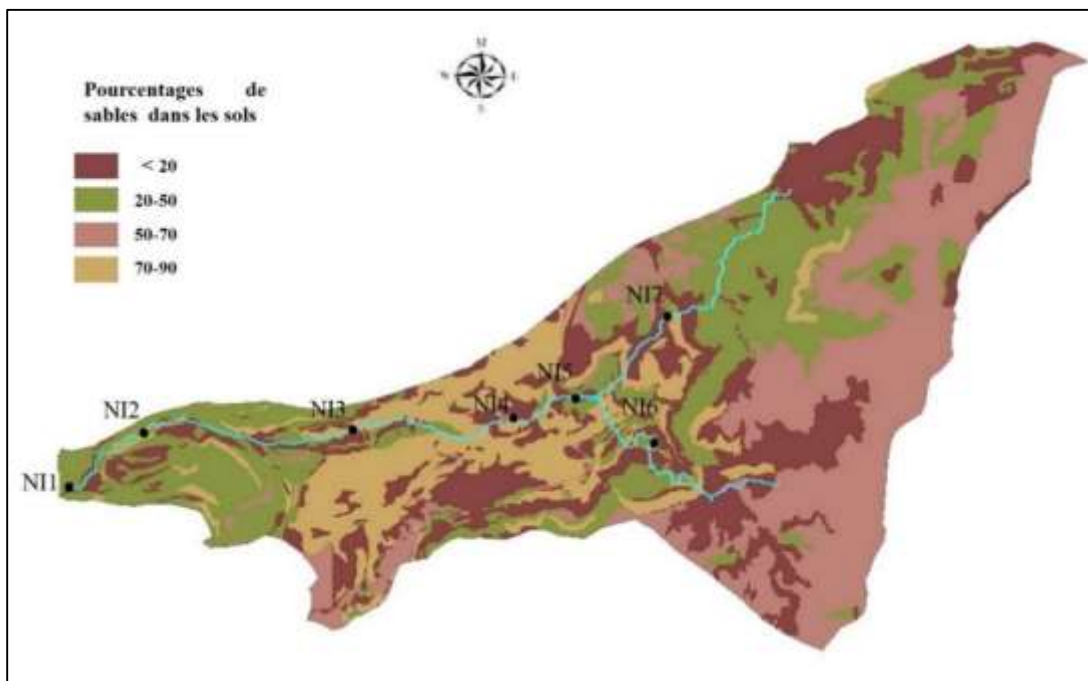 Pourcentages de
sables dans les sols
< 20
20-50
50-70
70-90
N
S
NI1
NI2
NI3
NI4
NI5
NI6
NI7